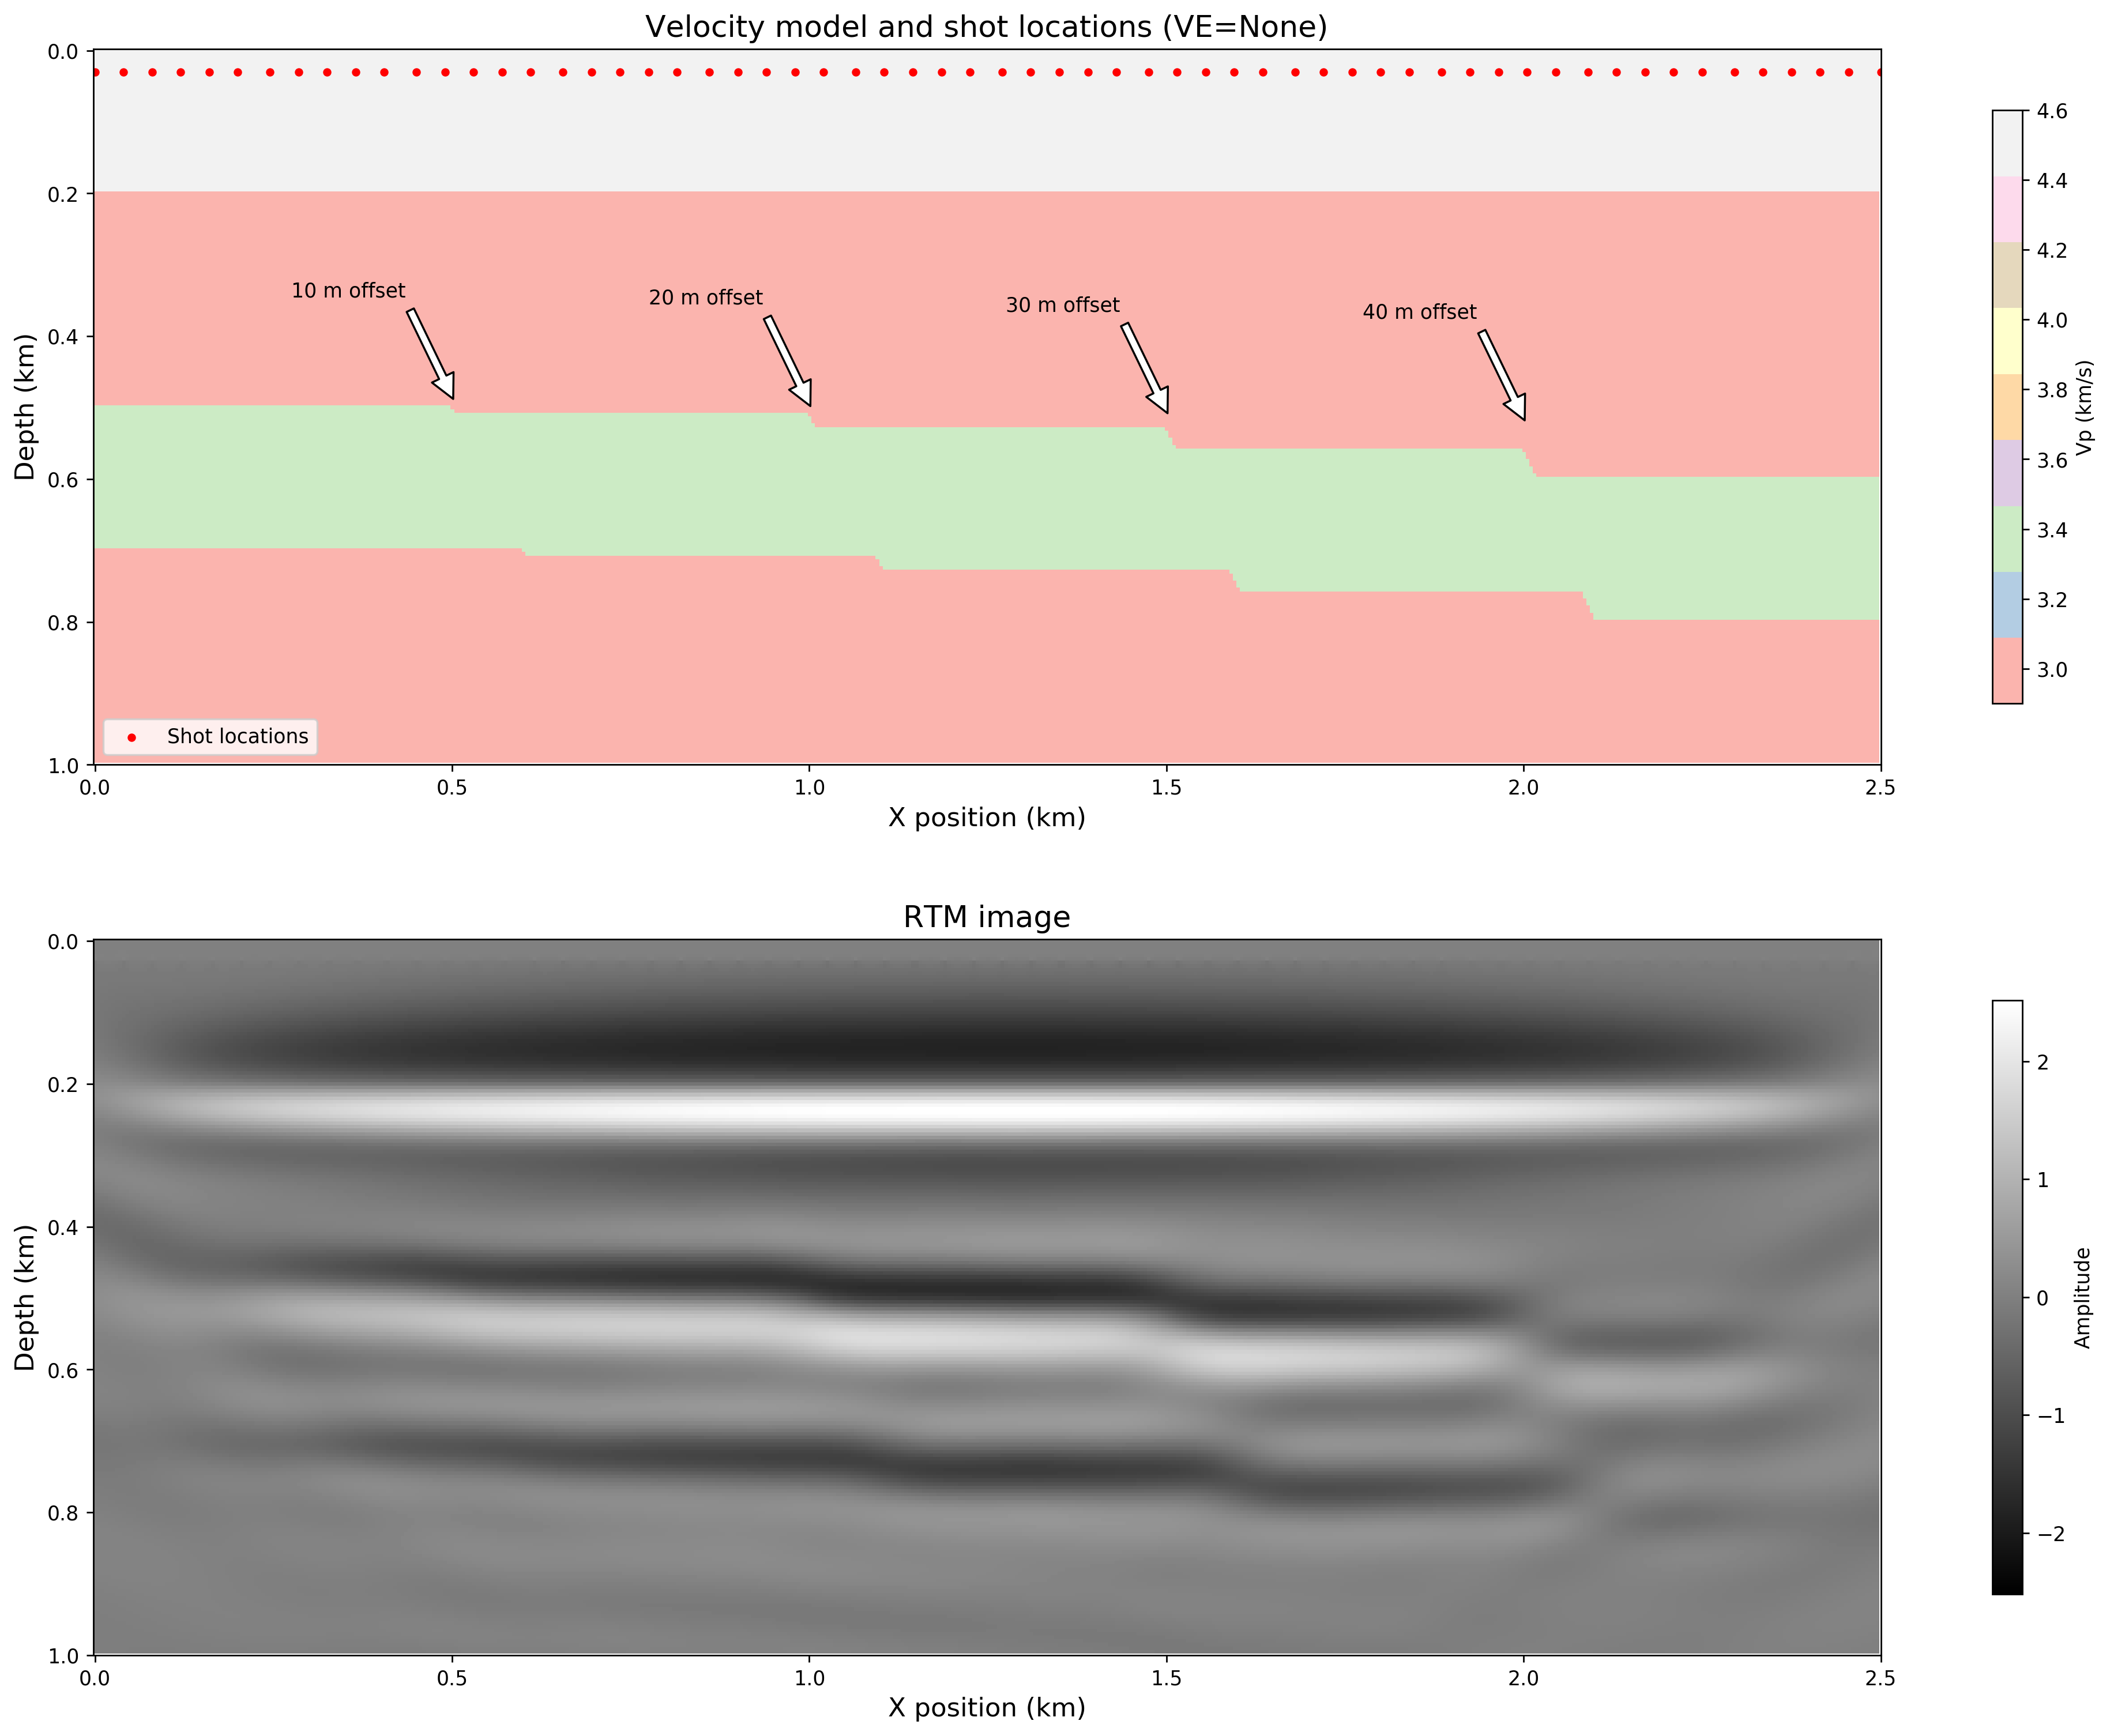 Velocity model and shot locations (VE=None)
0.0
0.2
0.4
0.6
0.8
1.0
Depth (km)
10 m offset
20 m offset
30 m offset
40 m offset
Shot locations
0.0
0.5
1.0
1.5
2.0
2.5
X position (km)
4.6
4.4
4.2
4.0
3.8
3.6
3.4
3.2
3.0
Vp (km/s)
RTM image
0.0
0.2
0.4
0.6
0.8
1.0
Depth (km)
0.0
0.5
1.0
1.5
2.0
2.5
X position (km)
2
1
0
−1
−2
Amplitude